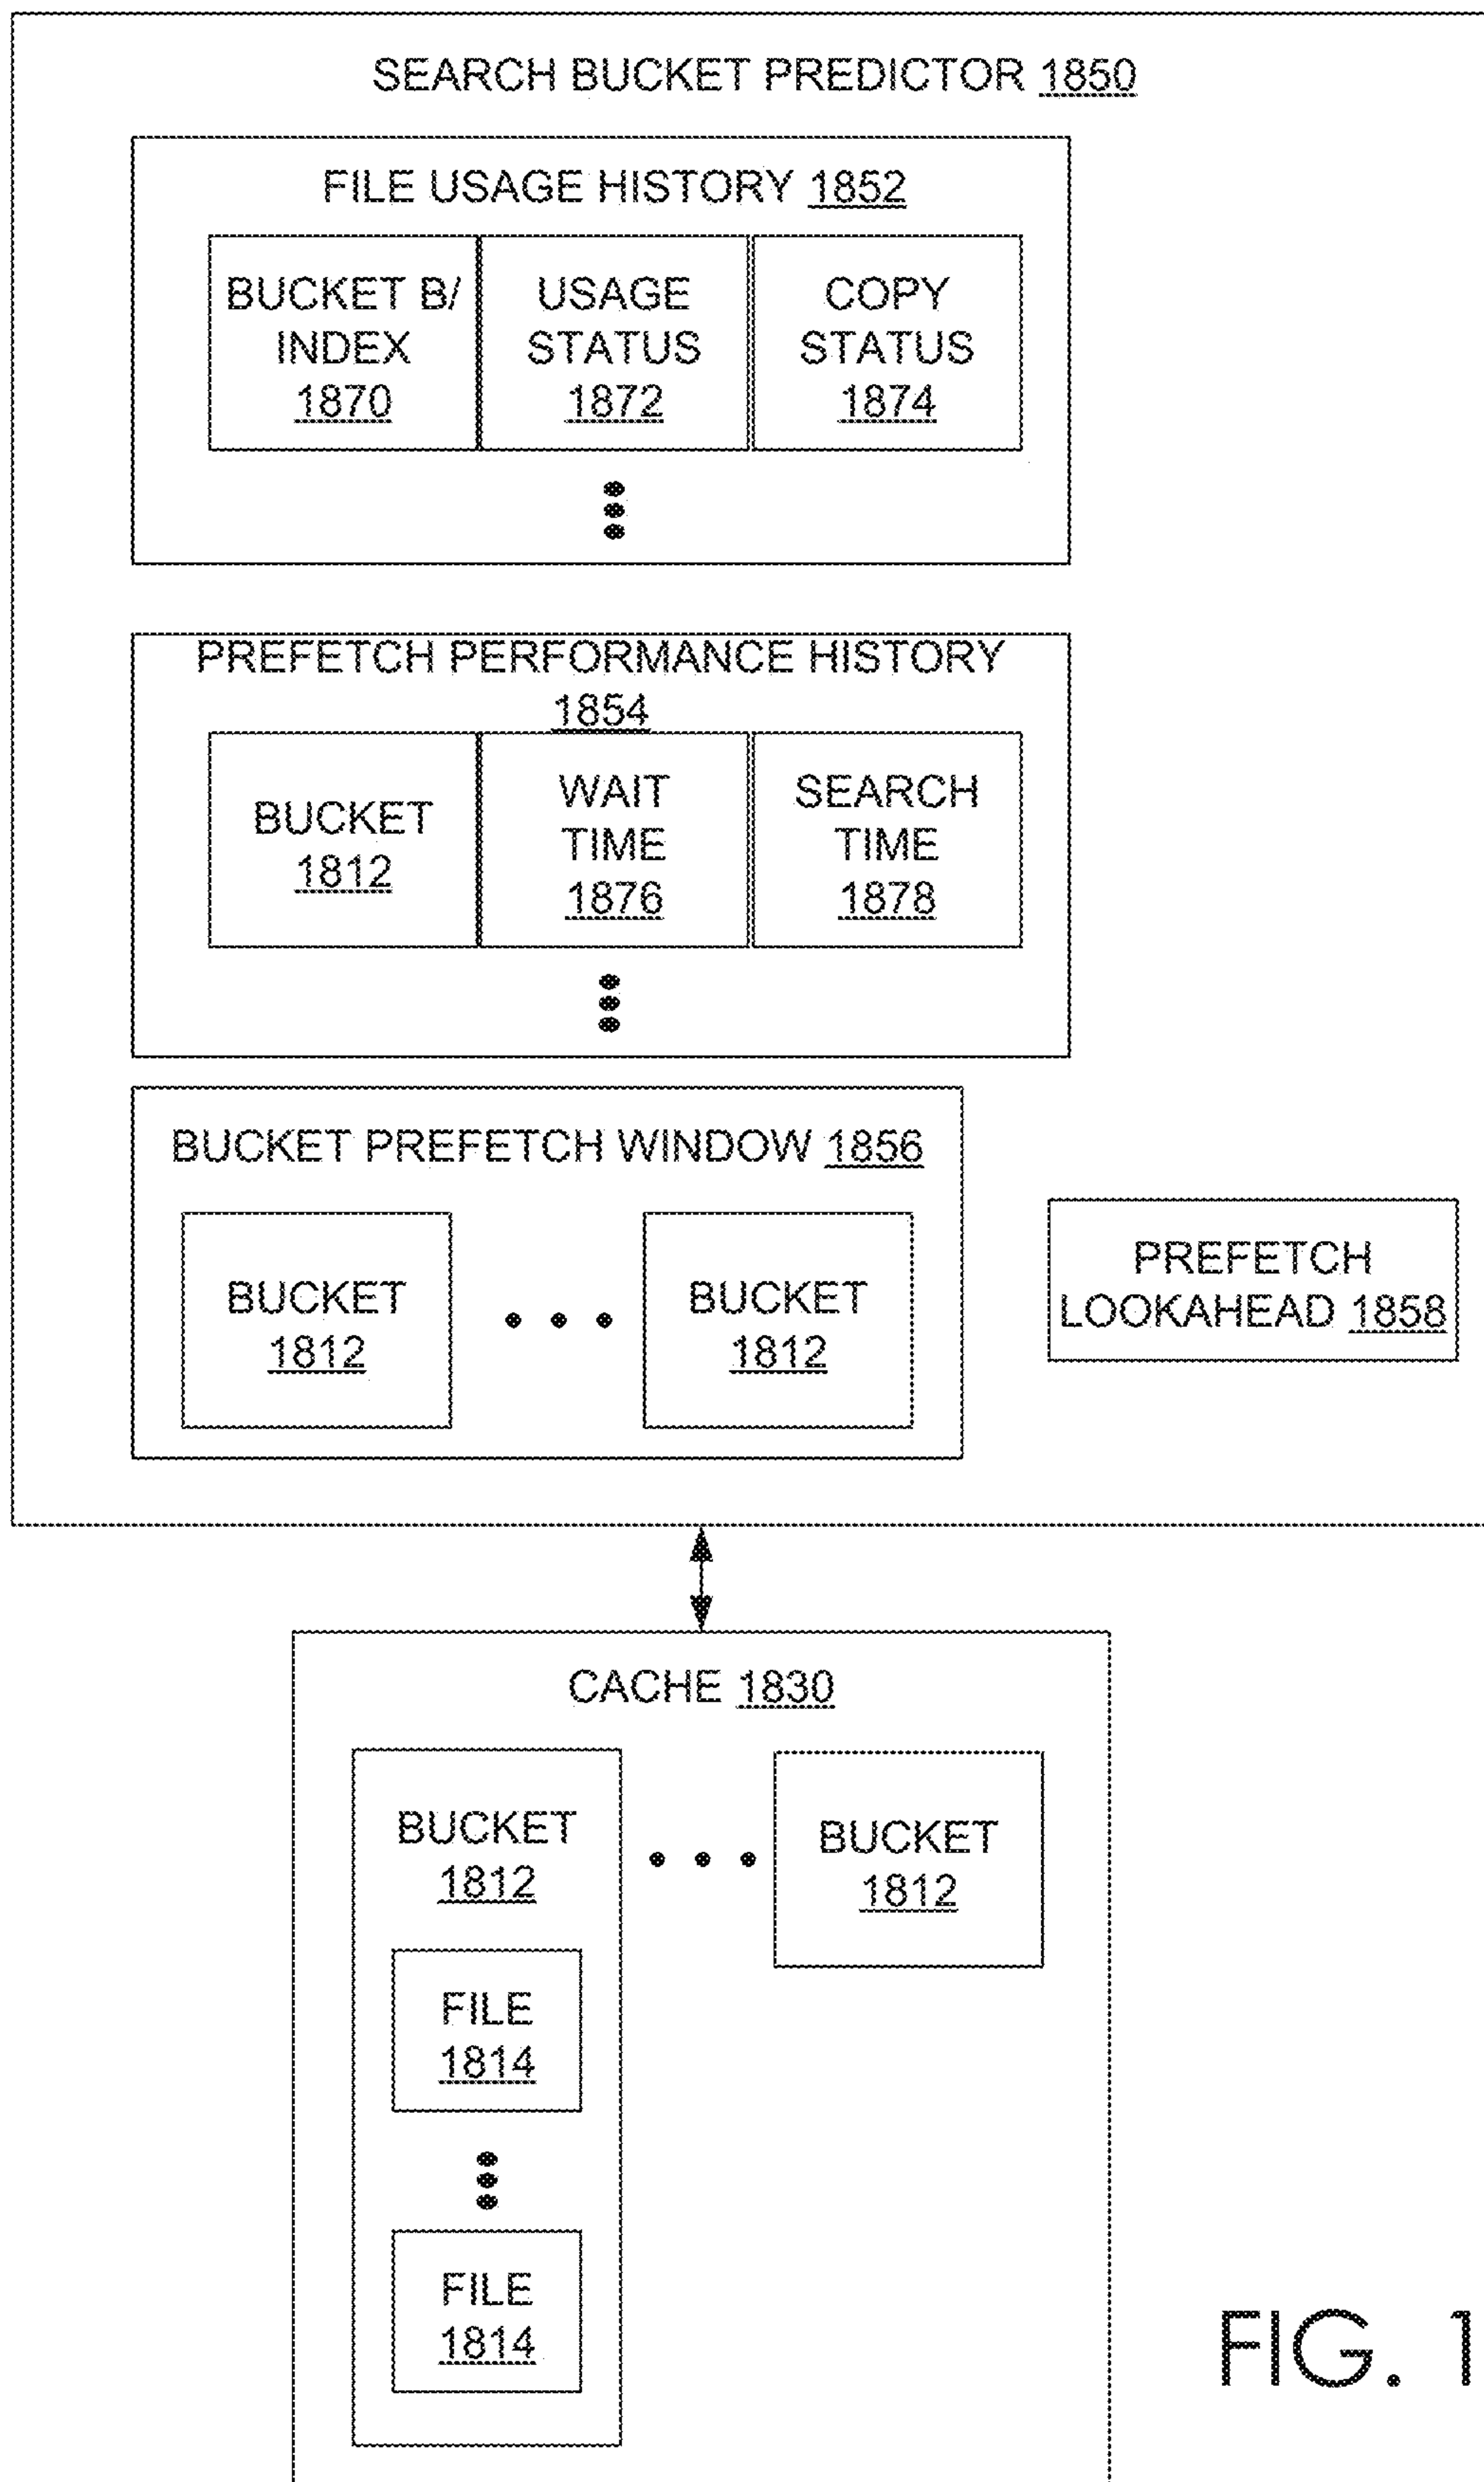 SEARCH BUCKET PREDICTOR 1850
FILE USAGE HISTORY 1852
BUCKET B/
INDEX
1870
USAGE
STATUS
1872
COPY
STATUS
1874
PREFETCH PERFORMANCE HISTORY
1854
BUCKET
1812
WAIT
TIME
1876
SEARCH
TIME
1878
BUCKET PREFETCH WINDOW 1856
BUCKET
1812
BUCKET
1812
PREFETCH
LOOKAHEAD 1858
CACHE 1830
BUCKET
1812
FILE
1814
FILE
1814
BUCKET
1812
FIG. 1